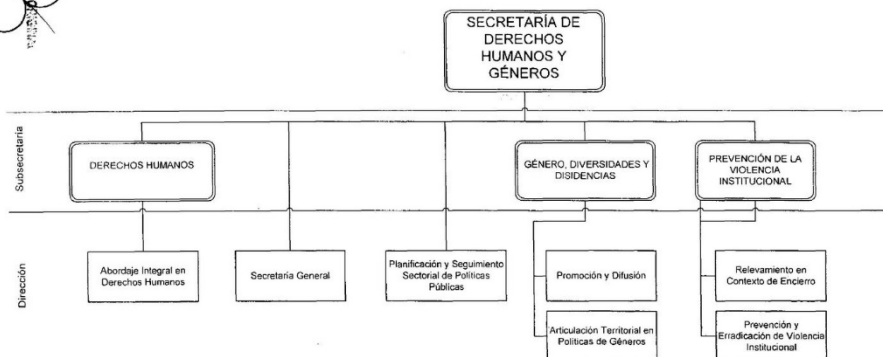 SECRETARÍA DE
DERECHOS
HUMANOS Y
GÉNEROS
Subsecretaría
DERECHOS HUMANOS
GÉNERO, DIVERSIDADES Y
DISIDENCIAS
PREVENCIÓN DE LA
VIOLENCIA
INSTITUCIONAL
Dirección
Abordaje Integral en
Derechos Humanos
Secretaria General
Planificación y Seguimiento
Sectorial de Políticas
Públicas
Promoción y Difusión
Relevamiento en
Contexto de Encierro
Articulación Territorial en
Políticas de Géneros
Prevención y
Erradicación de Violencia
Institucional